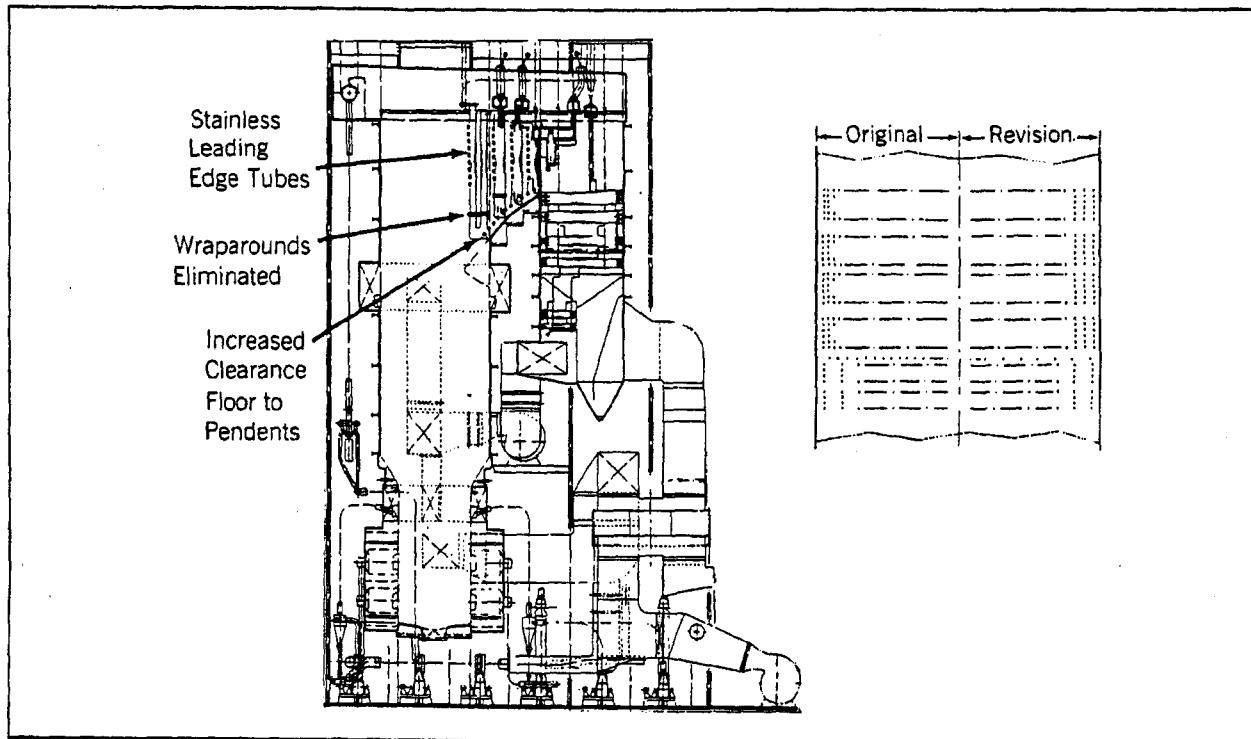 Stainless
Leading
Edge Tubes
Wraparounds
Eliminated
Increased
Clearance
Floor to
Pendents
Original
Revision